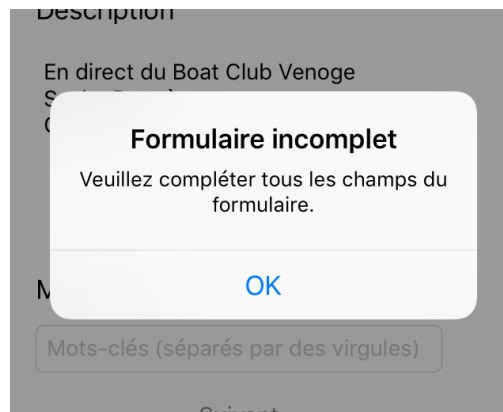 Description
En direct du Boat Club Venoge
Formulaire incomplet
Veuillez compléter tous les champs du
formulaire.
OK
Mots-clés (séparés par des virgules)
Suivant